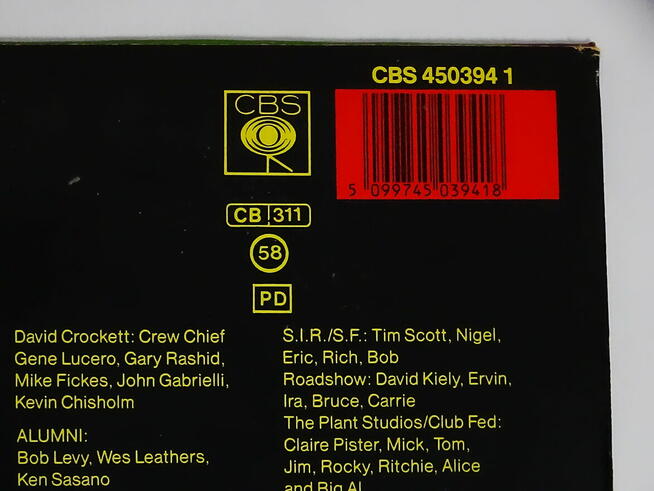 CBS 450394 1
CBS
5 099745 039418
CB 311
58
PD
David Crockett: Crew Chief
Gene Lucero, Gary Rashid,
Mike Fickes, John Gabrielli,
Kevin Chisholm
ALUMNI:
Bob Levy, Wes Leathers,
Ken Sasano
S.I.R./S.F.: Tim Scott, Nigel,
Eric, Rich, Bob
Roadshow: David Kiely, Ervin,
Ira, Bruce, Carrie
The Plant Studios/Club Fed:
Claire Pister, Mick, Tom,
Jim, Rocky, Ritchie, Alice
and Big Al